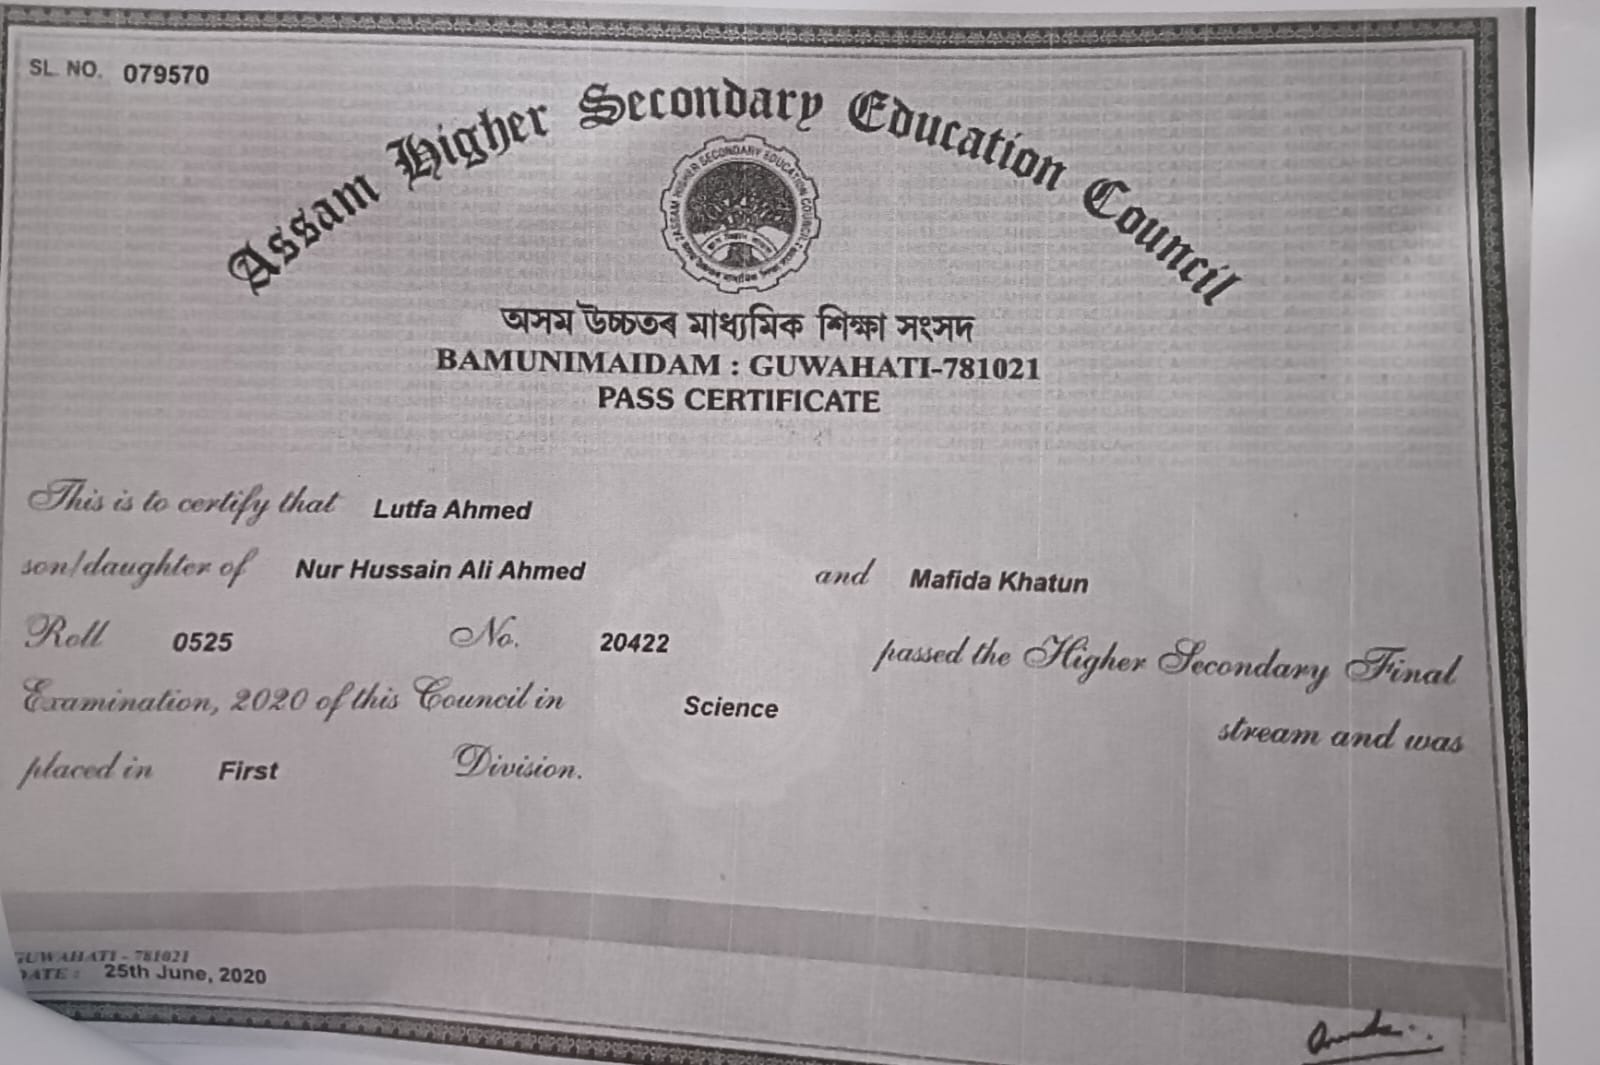 SL. NO. 079570
Assam Higher Secondary Education Council
অসম উচ্চতৰ মাধ্যমিক শিক্ষা সংসদ
BAMUNIMAIDAM : GUWAHATI-781021
PASS CERTIFICATE
This is to certify that Lutfa Ahmed
son/daughter of Nur Hussain Ali Ahmed and Mafida Khatun
Roll 0525 No. 20422 passed the Higher Secondary Final
Examination, 2020 of this Council in Science stream and was
placed in First Division.
GUWAHATI - 781021
DATE : 25th June, 2020